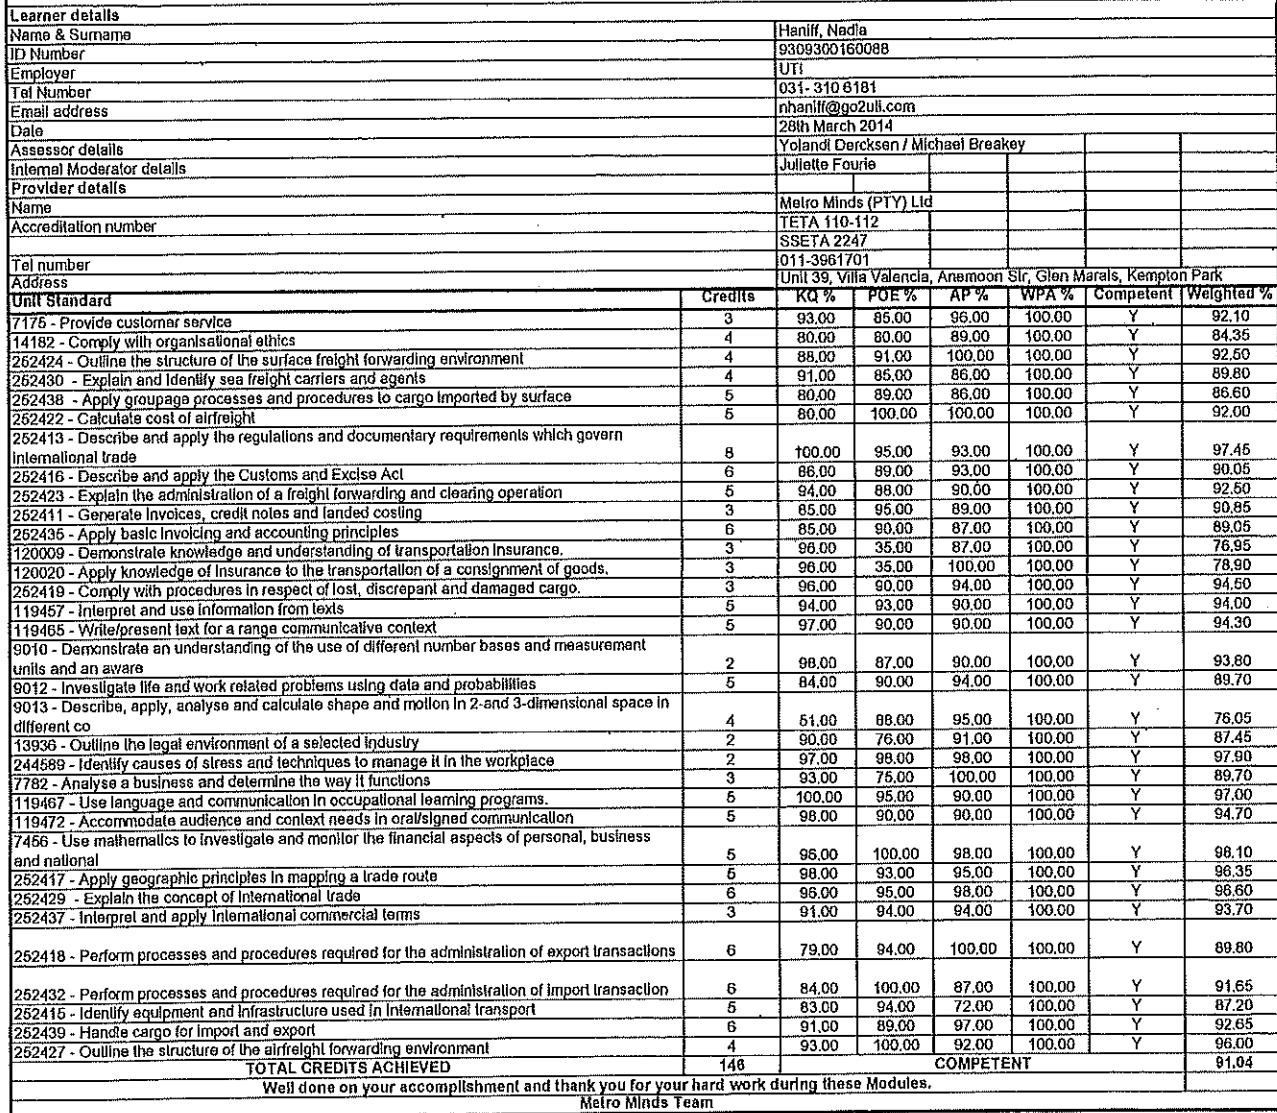 Learner details
Name & Surname Haniff, Nadia
ID Number 9309300160088
Employer UTi
Tel Number 031- 310 6181
Email address nhaniff@go2uti.com
Date 28th March 2014
Assessor details Yolandi Dercksen / Michael Breakey
Internal Moderator details Juliette Fourie
Provider details
Name Metro Minds (PTY) Ltd
Accreditation number TETA 110-112
SSETA 2247
Tel number 011-3961701
Address Unit 39, Villa Valencia, Anemoon Str, Glen Marais, Kempton Park
Unit Standard Credits KQ % POE % AP % WPA % Competent Weighted %
7175 - Provide customer service 3 93,00 85,00 96,00 100,00 Y 92,10
14182 - Comply with organisational ethics 4 80,00 80,00 89,00 100,00 Y 84,35
252424 - Outline the structure of the surface freight forwarding environment 4 88,00 91,00 100,00 100,00 Y 92,50
252430 - Explain and identify sea freight carriers and agents 4 91,00 85,00 86,00 100,00 Y 89,80
252438 - Apply groupage processes and procedures to cargo imported by surface 5 80,00 89,00 86,00 100,00 Y 86,60
252422 - Calculate cost of airfreight 5 80,00 100,00 100,00 100,00 Y 92,00
252413 - Describe and apply the regulations and documentary requirements which govern
international trade 8 100,00 95,00 93,00 100,00 Y 97,45
252416 - Describe and apply the Customs and Excise Act 6 86,00 89,00 93,00 100,00 Y 90,05
252423 - Explain the administration of a freight forwarding and clearing operation 5 94,00 88,00 90,00 100,00 Y 92,50
252411 - Generate invoices, credit notes and landed costing 3 85,00 95,00 89,00 100,00 Y 90,85
252435 - Apply basic invoicing and accounting principles 6 85,00 90,00 87,00 100,00 Y 89,05
120009 - Demonstrate knowledge and understanding of transportation insurance. 3 96,00 35,00 87,00 100,00 Y 76,95
120020 - Apply knowledge of insurance to the transportation of a consignment of goods. 3 96,00 35,00 100,00 100,00 Y 78,90
252419 - Comply with procedures in respect of lost, discrepant and damaged cargo. 3 96,00 90,00 94,00 100,00 Y 94,50
119457 - Interpret and use information from texts 5 94,00 93,00 90,00 100,00 Y 94,00
119465 - Write/present text for a range communicative context 5 97,00 90,00 90,00 100,00 Y 94,30
9010 - Demonstrate an understanding of the use of different number bases and measurement
units and an aware 2 98,00 87,00 90,00 100,00 Y 93,80
9012 - Investigate life and work related problems using data and probabilities 5 84,00 90,00 94,00 100,00 Y 89,70
9013 - Describe, apply, analyse and calculate shape and motion in 2-and 3-dimensional space in
different co 4 51,00 88,00 95,00 100,00 Y 76,05
13936 - Outline the legal environment of a selected industry 2 90,00 76,00 91,00 100,00 Y 87,45
244589 - Identify causes of stress and techniques to manage it in the workplace 2 97,00 98,00 98,00 100,00 Y 97,90
7782 - Analyse a business and determine the way it functions 3 93,00 75,00 100,00 100,00 Y 89,70
119467 - Use language and communication in occupational learning programs. 5 100,00 95,00 90,00 100,00 Y 97,00
119472 - Accommodate audience and context needs in oral/signed communication 5 98,00 90,00 90,00 100,00 Y 94,70
7456 - Use mathematics to investigate and monitor the financial aspects of personal, business
and national 5 96,00 100,00 98,00 100,00 Y 98,10
252417 - Apply geographic principles in mapping a trade route 5 98,00 93,00 95,00 100,00 Y 96,35
252429 - Explain the concept of international trade 6 96,00 95,00 98,00 100,00 Y 96,60
252437 - Interpret and apply international commercial terms 3 91,00 94,00 94,00 100,00 Y 93,70
252418 - Perform processes and procedures required for the administration of export transactions 6 79,00 94,00 100,00 100,00 Y 89,80
252432 - Perform processes and procedures required for the administration of import transaction 6 84,00 100,00 87,00 100,00 Y 91,65
252415 - Identify equipment and infrastructure used in international transport 5 83,00 94,00 72,00 100,00 Y 87,20
252439 - Handle cargo for import and export 6 91,00 89,00 97,00 100,00 Y 92,65
252427 - Outline the structure of the airfreight forwarding environment 4 93,00 100,00 92,00 100,00 Y 96,00
TOTAL CREDITS ACHIEVED 146 COMPETENT 91,04
Well done on your accomplishment and thank you for your hard work during these Modules.
Metro Minds Team